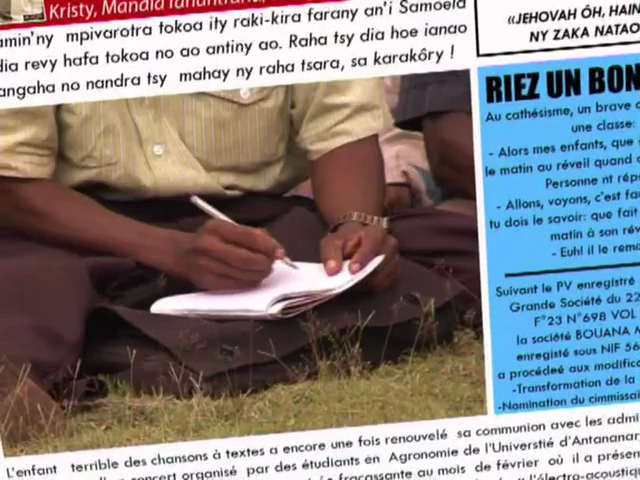 Kristy, Mandla
amin'ny mpivarotra tokoa ity raki-kira farany an'i Samoela
dia revy hafa tokoa no ao antiny ao. Raha tsy dia hoe ianao
angaha no nandra tsy mahay ny raha tsara, sa karakôry !
«JEHOVAH ÔH, HAIN
NY ZAKA NATAO
RIEZ UN BON
Au cathésisme, un brave
une classe:
- Alors mes enfants, que
le matin au réveil quand
Personne nt rép
- Allons, voyons, c'est fa
tu dois le savoir: que fai
matin à son rév
- Euh! il le rem
Suivant le PV enregistré
Grande Société du 22
F°23 N°698 VOL
la société BOUANA
enregisté sous NIF 56
a procédeé aux modifica
-Transformation de la
-Nomination du cimmissai
L'enfant terrible des chansons à textes a encore une fois renouvelé sa communion avec les admi
concert organisé par des étudiants en Agronomie de l'Universtié d'Antanana
fracassante au mois de février où il a présen
l'électro-acoustiqu